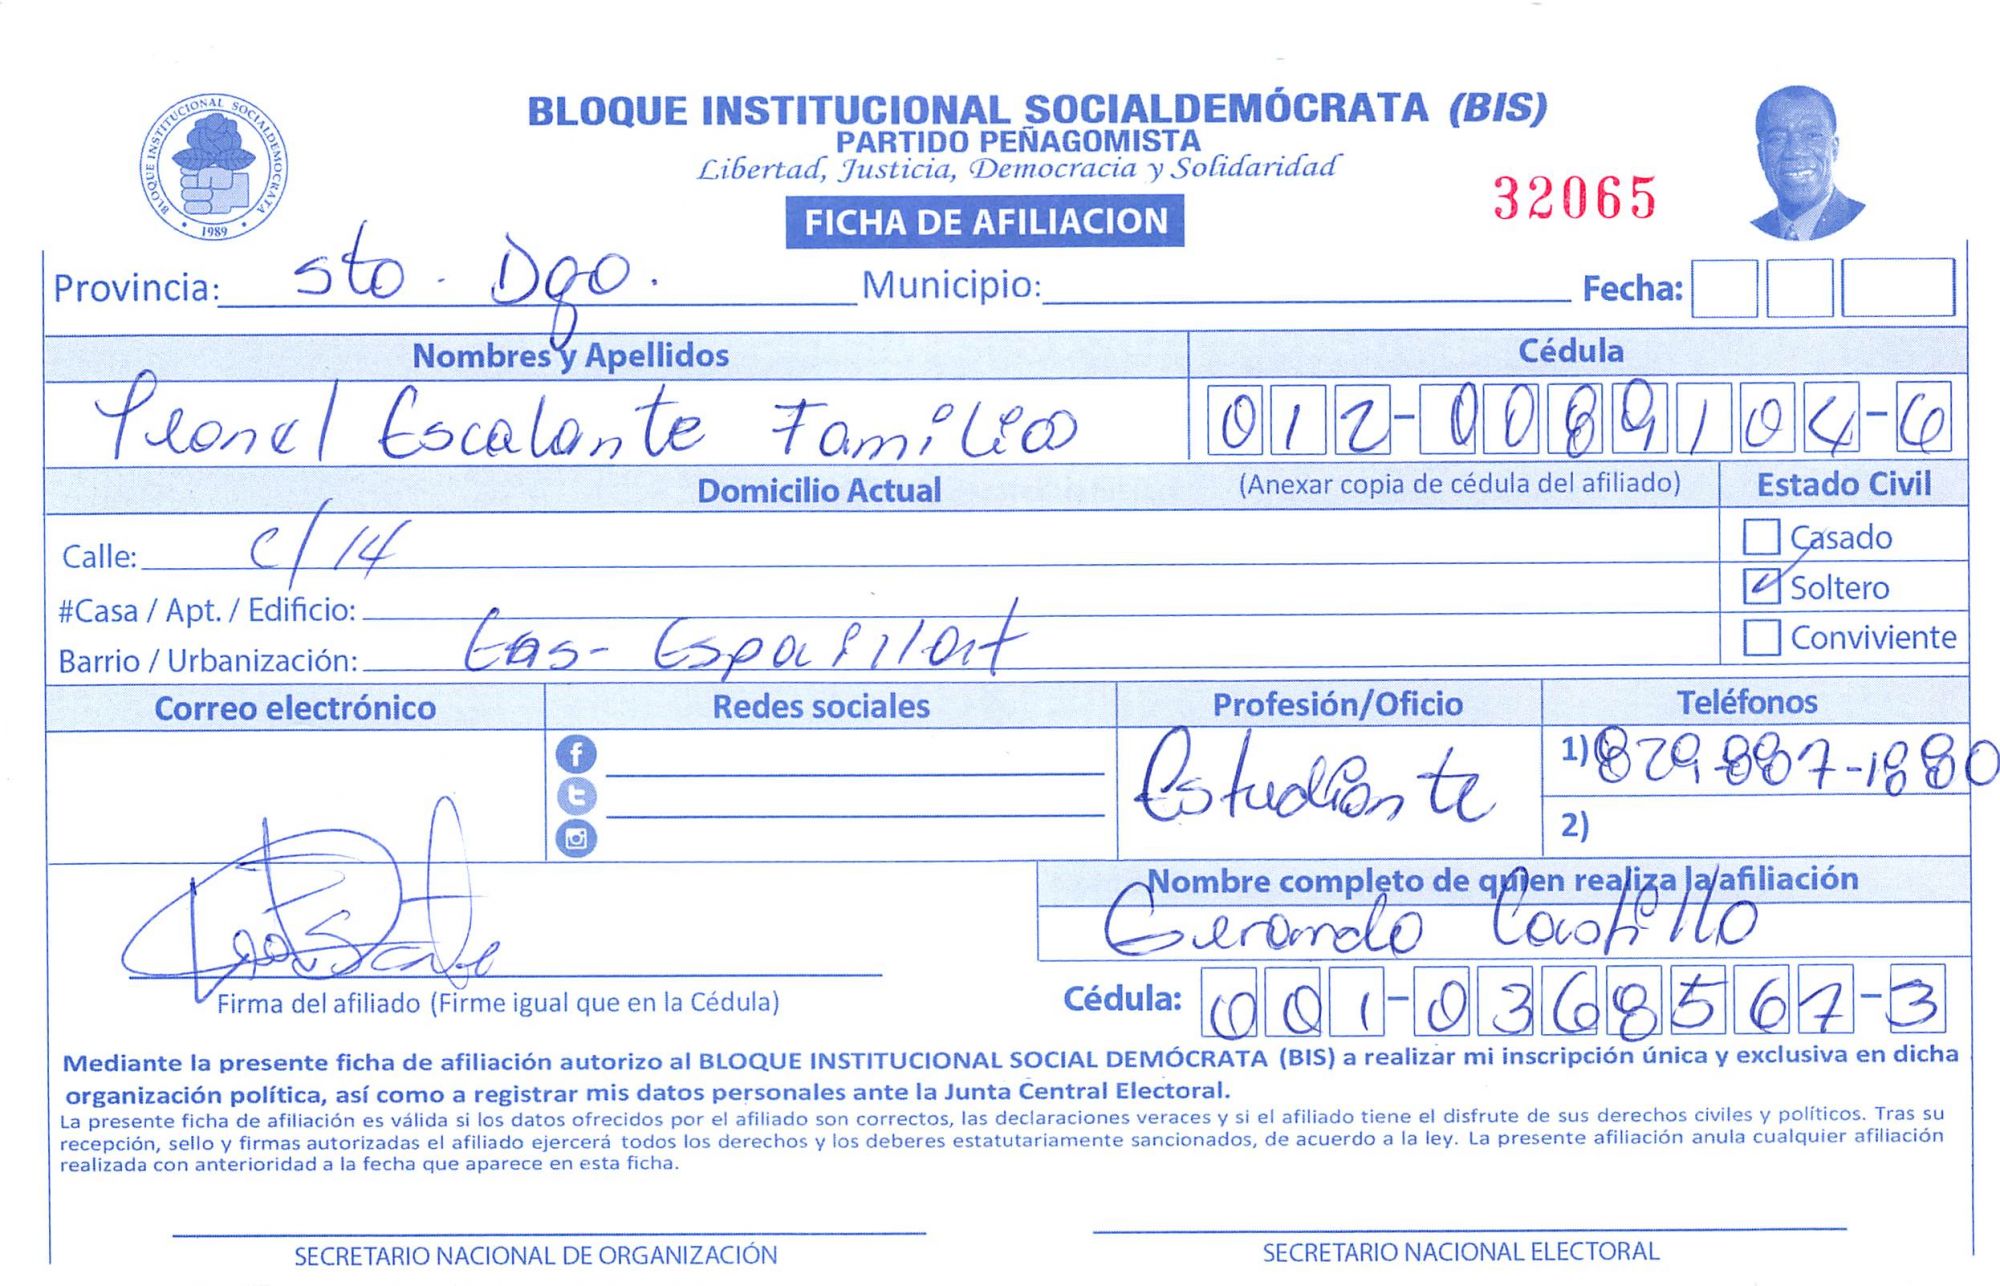 BLOQUE INSTITUCIONAL SOCIALDEMOCRATA
1989
BLOQUE INSTITUCIONAL SOCIALDEMÓCRATA (BIS)
PARTIDO PEÑAGOMISTA
Libertad, Justicia, Democracia y Solidaridad
32065
FICHA DE AFILIACION
Provincia: Sto. Dgo. Municipio: Fecha:
Nombres y Apellidos Cédula
Leonel Escalante Familia 012-0089104-6
Domicilio Actual (Anexar copia de cédula del afiliado) Estado Civil
Calle: C/14 Casado
#Casa / Apt. / Edificio: Soltero
Barrio / Urbanización: Conviviente
Correo electrónico Redes sociales Profesión/Oficio Teléfonos
Estudiante 1) 829-887-1880
2)
Nombre completo de quien realiza la afiliación
Gerardo Castillo
Firma del afiliado (Firme igual que en la Cédula) Cédula: 001-0368567-3
Mediante la presente ficha de afiliación autorizo al BLOQUE INSTITUCIONAL SOCIAL DEMÓCRATA (BIS) a realizar mi inscripción única y exclusiva en dicha
organización política, así como a registrar mis datos personales ante la Junta Central Electoral.
La presente ficha de afiliación es válida si los datos ofrecidos por el afiliado son correctos, las declaraciones veraces y si el afiliado tiene el disfrute de sus derechos civiles y políticos. Tras su
recepción, sello y firmas autorizadas el afiliado ejercerá todos los derechos y los deberes estatutariamente sancionados, de acuerdo a la ley. La presente afiliación anula cualquier afiliación
realizada con anterioridad a la fecha que aparece en esta ficha.
SECRETARIO NACIONAL DE ORGANIZACIÓN SECRETARIO NACIONAL ELECTORAL